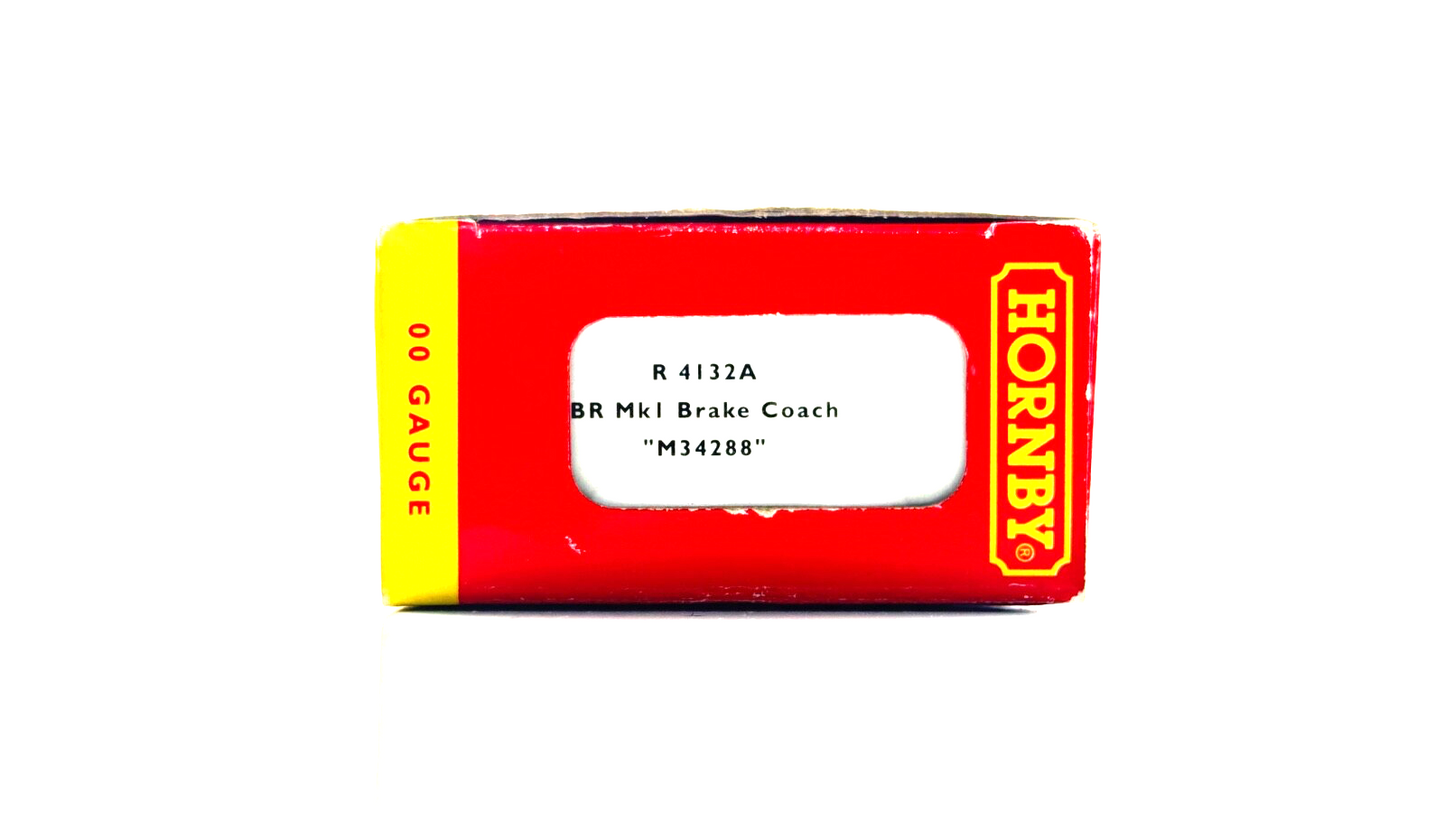 00 GAUGE
R 4132A
BR Mk1 Brake Coach
"M34288"
HORNBY®